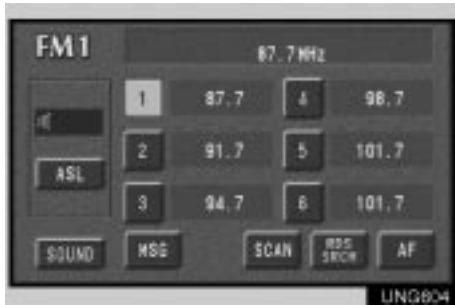 FM1 87.7MHz
1 87.7 4 98.7
2 91.7 5 101.7
ASL
3 94.7 6 101.7
SOUND MSG SCAN RDS SRCH AF
UNG604